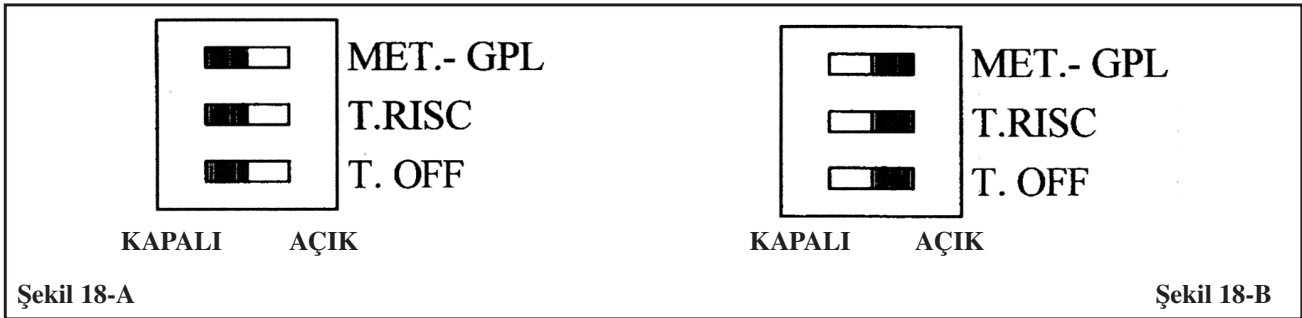 MET.- GPL
T.RISC
T. OFF
KAPALI AÇIK
Şekil 18-A
MET.- GPL
T.RISC
T. OFF
KAPALI AÇIK
Şekil 18-B